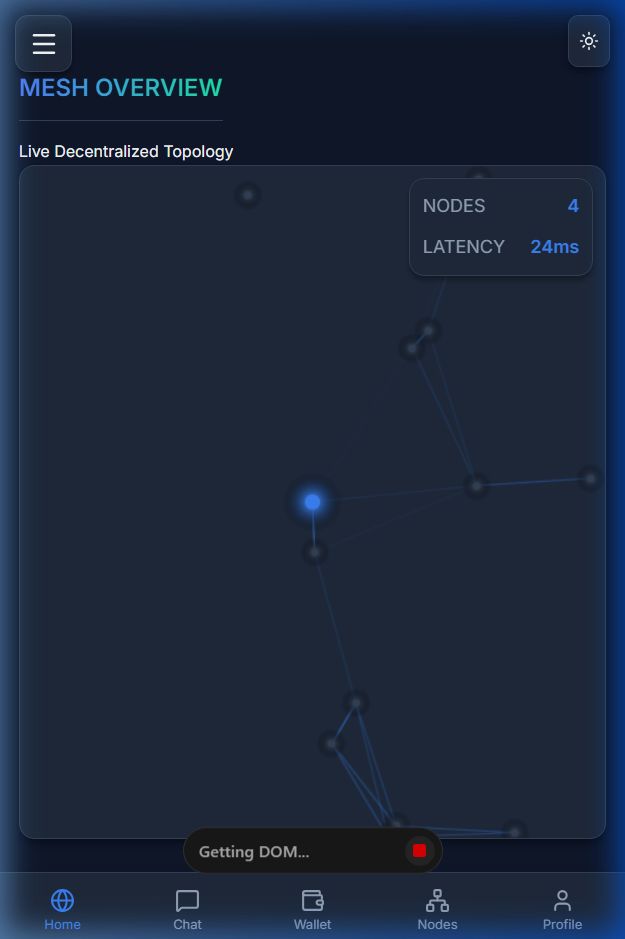 MESH OVERVIEW
Live Decentralized Topology
NODES 4
LATENCY 24ms
Getting DOM...
Home Chat Wallet Nodes Profile